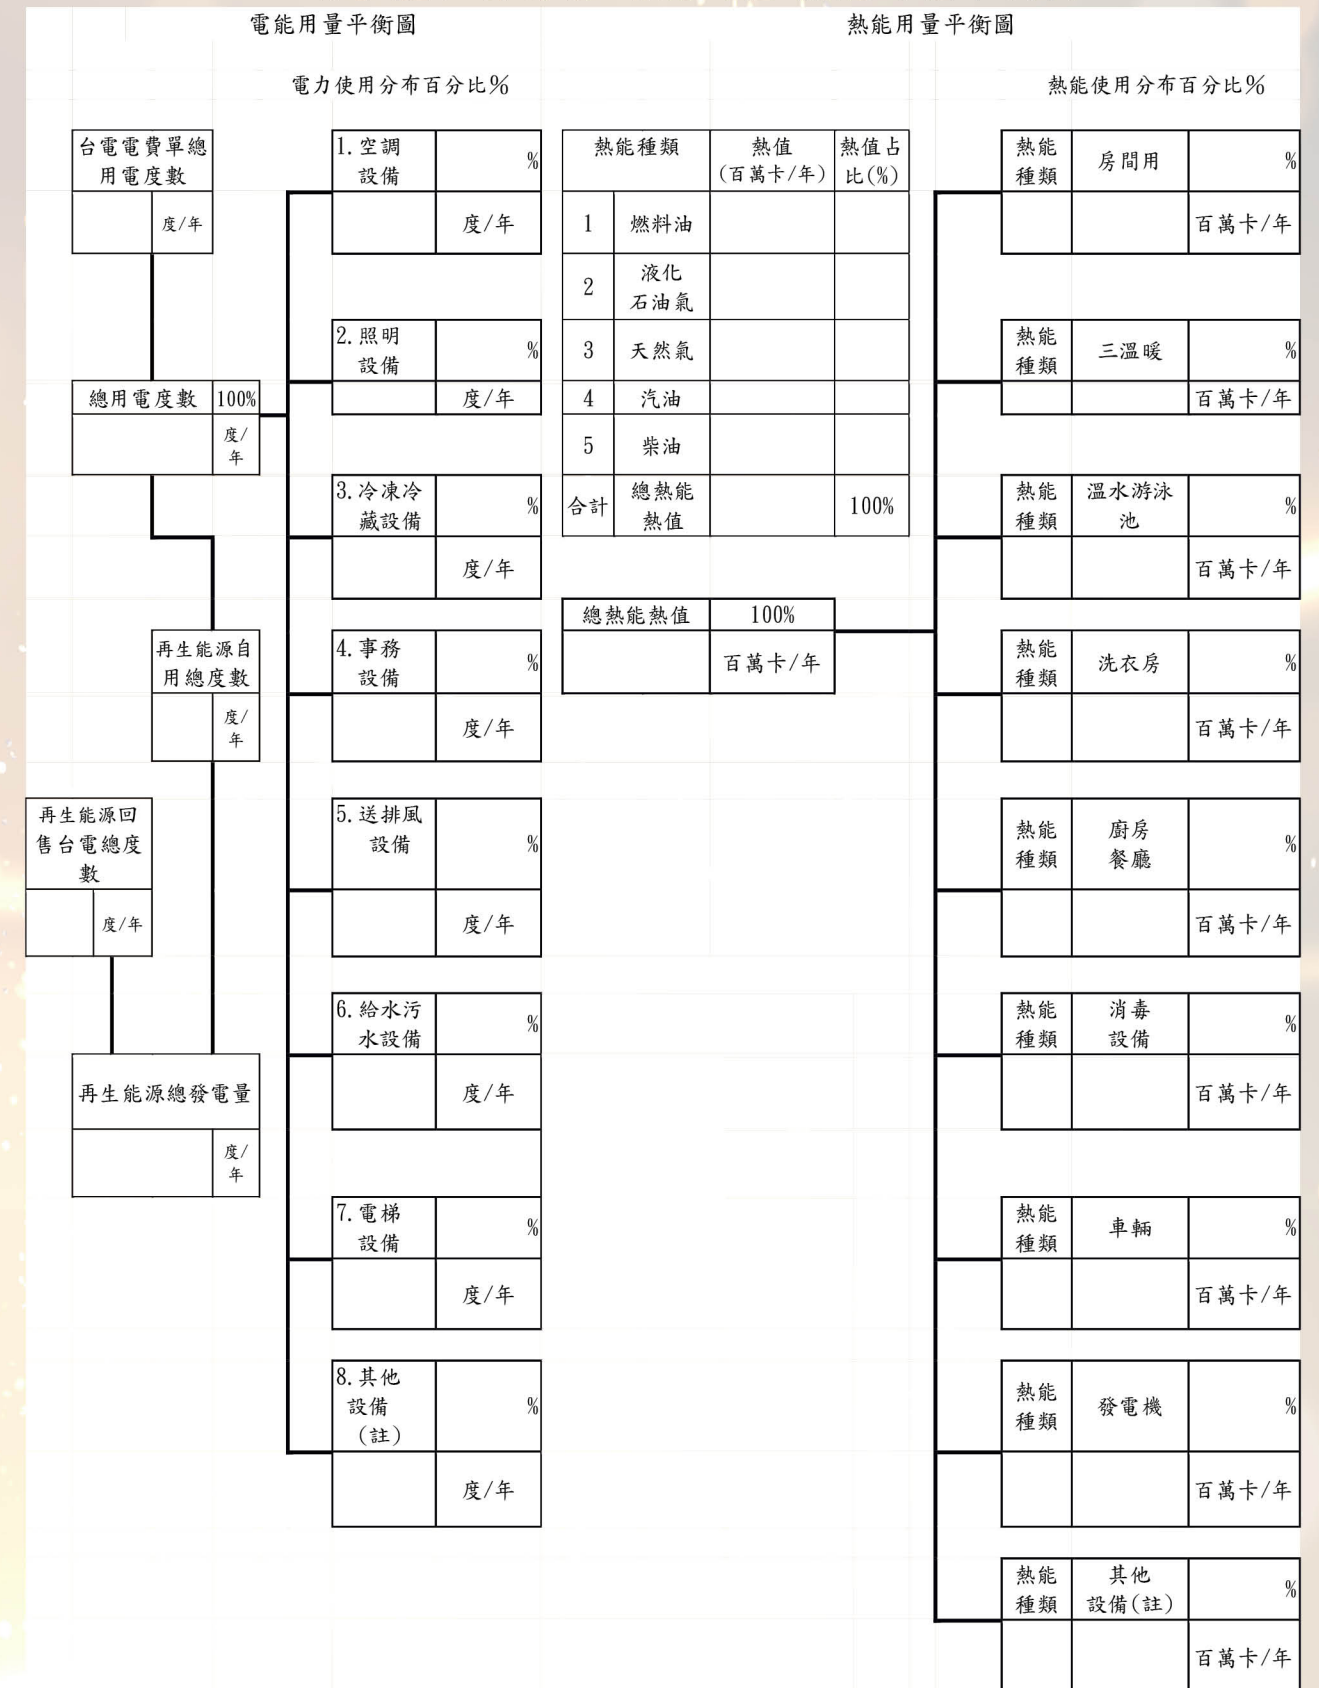 電能用量平衡圖
電力使用分布百分比%
台電電費單總
用電度數
度/年
總用電度數 100%
度/
年
再生能源自
用總度數
度/
年
再生能源回
售台電總度
數
度/年
再生能源總發電量
度/
年
1.空調
設備
%
度/年
2.照明
設備
%
度/年
3.冷凍冷
藏設備
%
度/年
4.事務
設備
%
度/年
5.送排風
設備
%
度/年
6.給水污
水設備
%
度/年
7.電梯
設備
%
度/年
8.其他
設備
(註)
%
度/年
熱能用量平衡圖
熱能使用分布百分比%
熱能種類
熱值
(百萬卡/年)
熱值占
比(%)
1 燃料油
2 液化
石油氣
3 天然氣
4 汽油
5 柴油
合計 總熱能
熱值
100%
總熱能熱值 100%
百萬卡/年
熱能
種類
房間用
%
百萬卡/年
熱能
種類
三溫暖
%
百萬卡/年
熱能
種類
溫水游泳
池
%
百萬卡/年
熱能
種類
洗衣房
%
百萬卡/年
熱能
種類
廚房
餐廳
%
百萬卡/年
熱能
種類
消毒
設備
%
百萬卡/年
熱能
種類
車輛
%
百萬卡/年
熱能
種類
發電機
%
百萬卡/年
熱能
種類
其他
設備(註)
%
百萬卡/年